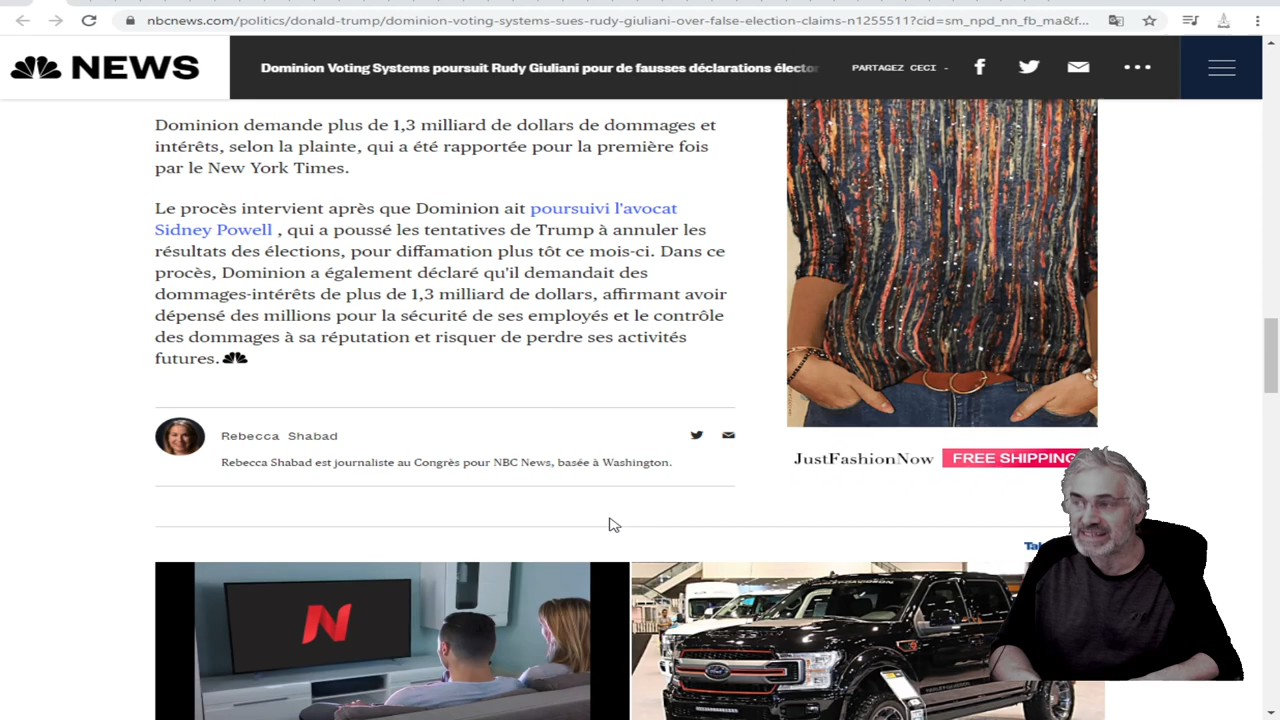 nbcnews.com/politics/donald-trump/dominion-voting-systems-sues-rudy-giuliani-over-false-election-claims-n1255511?cid=sm_npd_nn_fb_ma&f...
NEWS
Dominion Voting Systems poursuit Rudy Giuliani pour de fausses déclarations élector
PARTAGEZ CECI -
Dominion demande plus de 1,3 milliard de dollars de dommages et
intérêts, selon la plainte, qui a été rapportée pour la première fois
par le New York Times.
Le procès intervient après que Dominion ait poursuivi l'avocat
Sidney Powell , qui a poussé les tentatives de Trump à annuler les
résultats des élections, pour diffamation plus tôt ce mois-ci. Dans ce
procès, Dominion a également déclaré qu'il demandait des
dommages-intérêts de plus de 1,3 milliard de dollars, affirmant avoir
dépensé des millions pour la sécurité de ses employés et le contrôle
des dommages à sa réputation et risquer de perdre ses activités
futures.
JustFashionNow
FREE SHIPPING
Rebecca Shabad
Rebecca Shabad est journaliste au Congrès pour NBC News, basée à Washington.
N
Ford